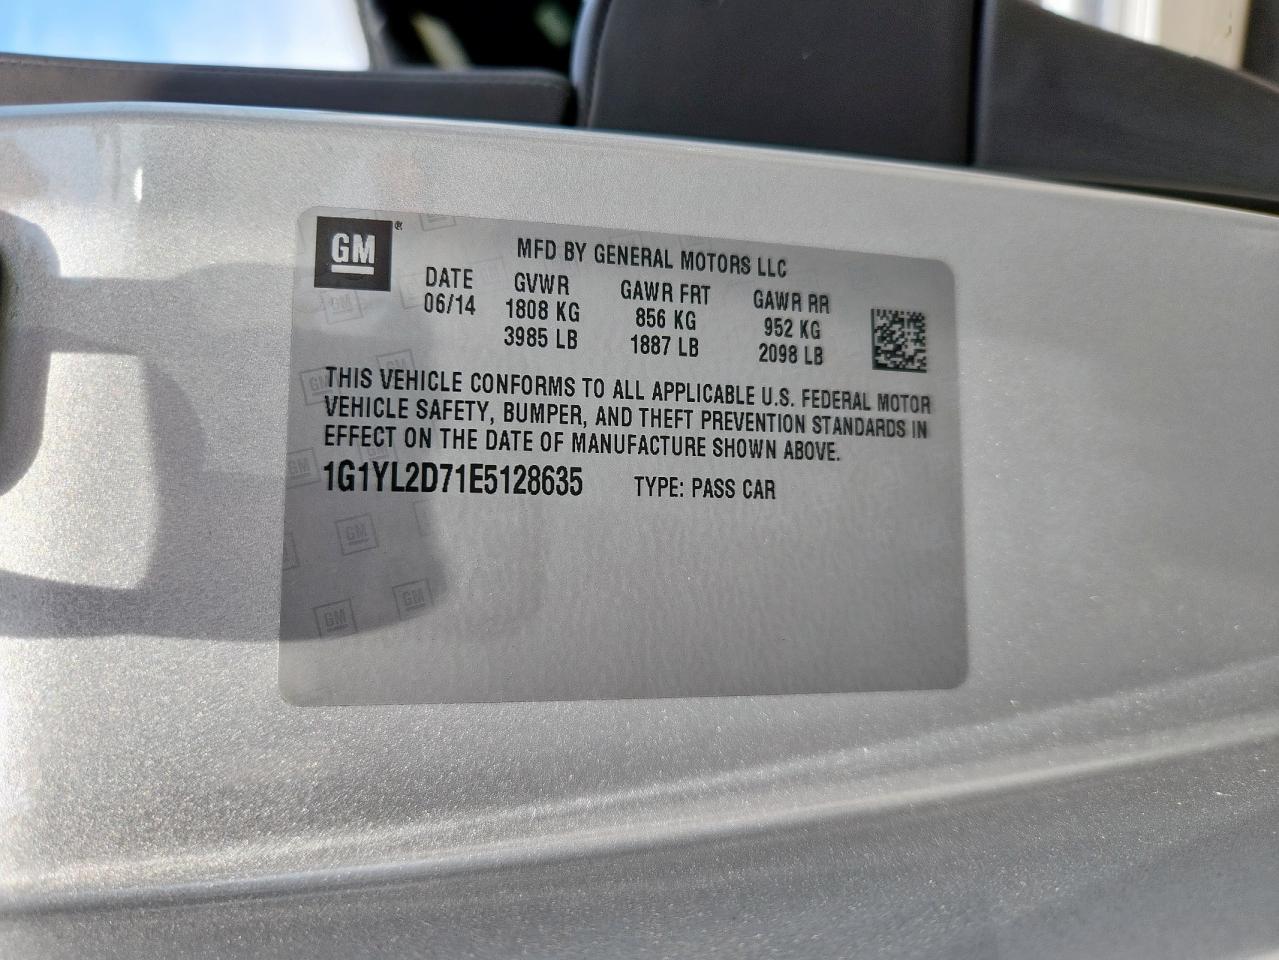 GM®
MFD BY GENERAL MOTORS LLC
DATE GVWR GAWR FRT GAWR RR
06/14 1808 KG 856 KG 952 KG
3985 LB 1887 LB 2098 LB
THIS VEHICLE CONFORMS TO ALL APPLICABLE U.S. FEDERAL MOTOR
VEHICLE SAFETY, BUMPER, AND THEFT PREVENTION STANDARDS IN
EFFECT ON THE DATE OF MANUFACTURE SHOWN ABOVE.
1G1YL2D71E5128635 TYPE: PASS CAR